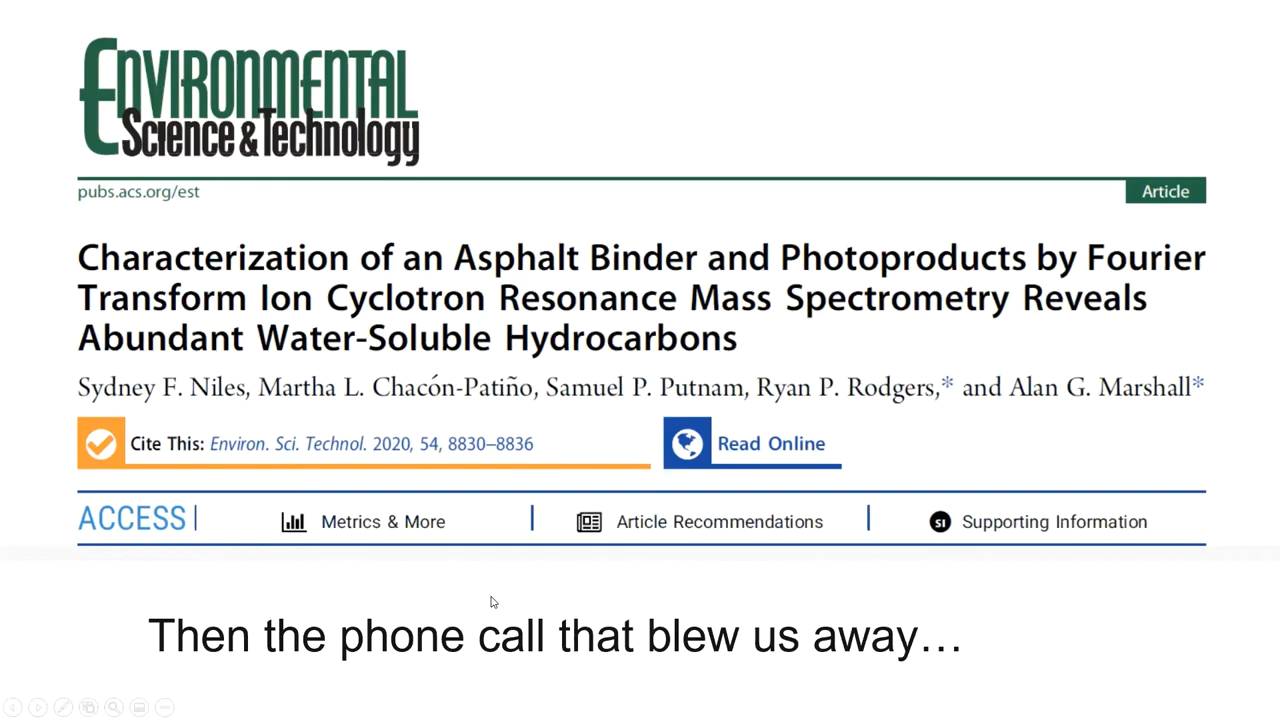 ENVIRONMENTAL
Science & Technology
pubs.acs.org/est
Article
Characterization of an Asphalt Binder and Photoproducts by Fourier
Transform Ion Cyclotron Resonance Mass Spectrometry Reveals
Abundant Water-Soluble Hydrocarbons
Sydney F. Niles, Martha L. Chacón-Patiño, Samuel P. Putnam, Ryan P. Rodgers,* and Alan G. Marshall*
Cite This: Environ. Sci. Technol. 2020, 54, 8830–8836
Read Online
ACCESS
Metrics & More
Article Recommendations
SI Supporting Information
Then the phone call that blew us away…